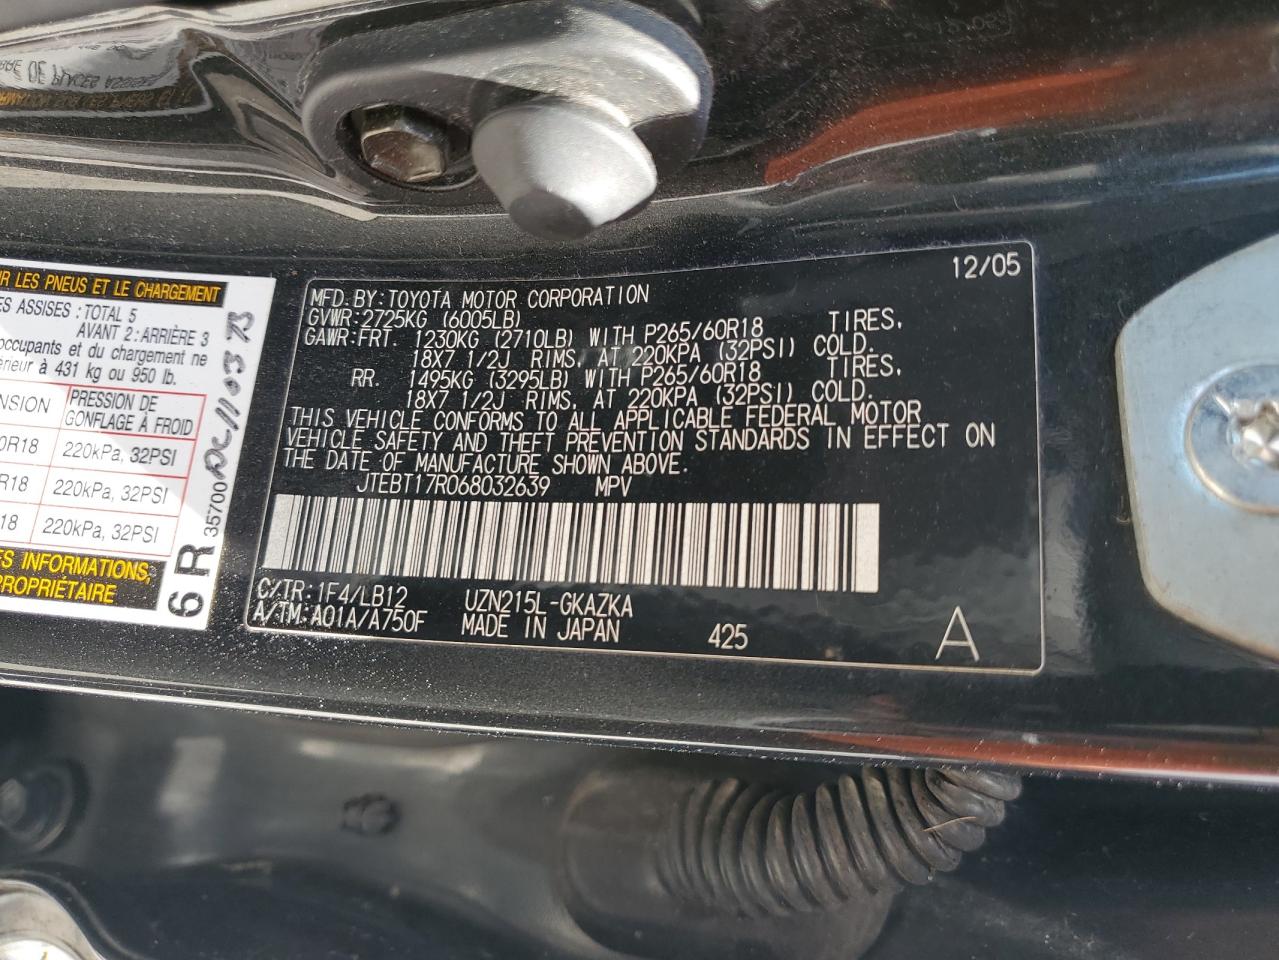 R LES PNEUS ET LE CHARGEMENT
ES ASSISES : TOTAL 5
AVANT 2 : ARRIÈRE 3
occupants et du chargement ne
érieur à 431 kg ou 950 lb.
NSION PRESSION DE GONFLAGE À FROID
0R18 220kPa, 32PSI
R18 220kPa, 32PSI
18 220kPa, 32PSI
ES INFORMATIONS,
PROPRIÉTAIRE
6 R
35700
12/05
MFD. BY: TOYOTA MOTOR CORPORATION
GVWR: 2725KG (6005LB)
GAWR: FRT. 1230KG (2710LB) WITH P265/60R18 TIRES,
18X7 1/2J RIMS, AT 220KPA (32PSI) COLD.
RR. 1495KG (3295LB) WITH P265/60R18 TIRES,
18X7 1/2J RIMS, AT 220KPA (32PSI) COLD.
THIS VEHICLE CONFORMS TO ALL APPLICABLE FEDERAL MOTOR
VEHICLE SAFETY AND THEFT PREVENTION STANDARDS IN EFFECT ON
THE DATE OF MANUFACTURE SHOWN ABOVE.
JTEBT17R068032639 MPV
C/TR: 1F4/LB12 UZN215L-GKAZKA
A/TM: A01A/A750F MADE IN JAPAN 425 A